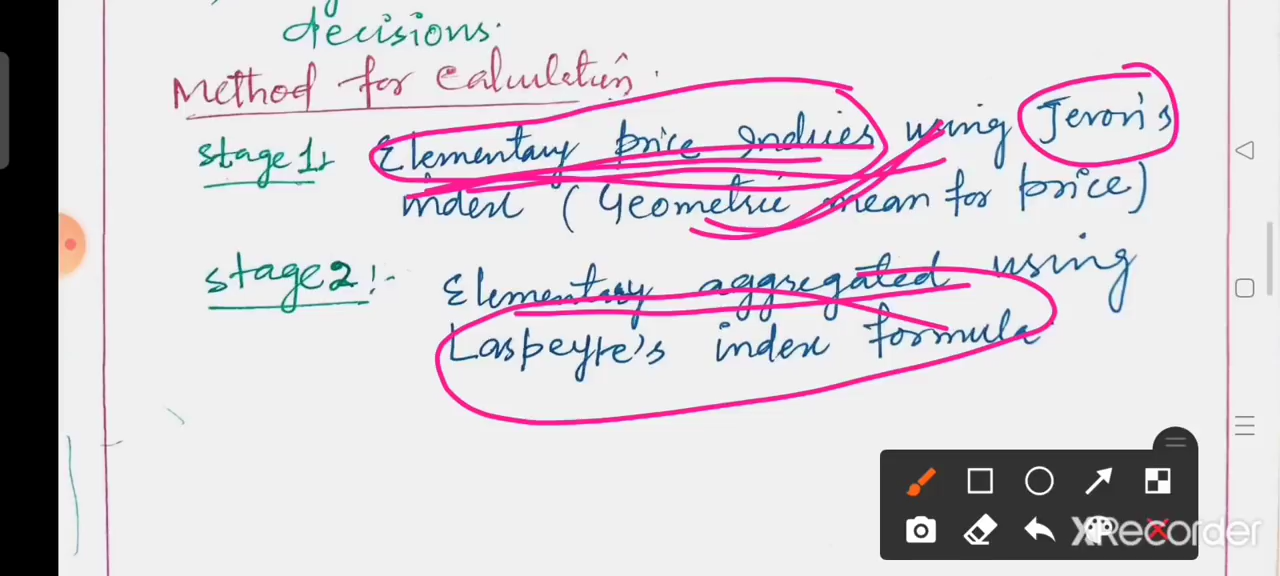 decisions.
Method for Calculation.
stage 1:- Elementary price Indices using Jevon's
index (Geometric mean for price)
stage 2:- Elementary aggregated using
Laspeyre's index formula
XRecorder